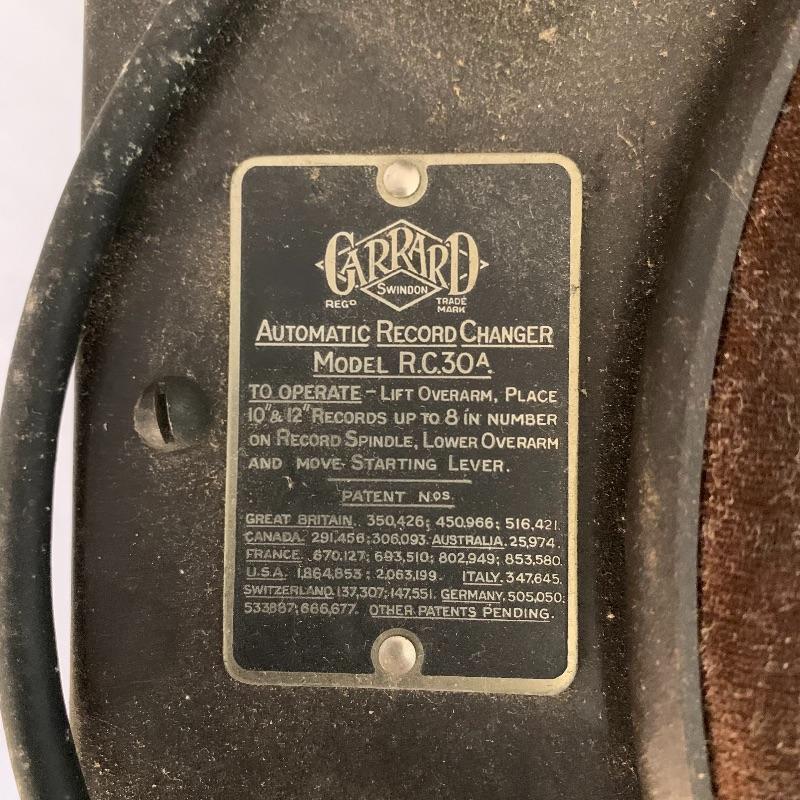 GARRARD
SWINDON
REGD TRADE MARK
AUTOMATIC RECORD CHANGER
MODEL R.C.30A.
TO OPERATE - LIFT OVERARM, PLACE
10" & 12" RECORDS UP TO 8 IN NUMBER
ON RECORD SPINDLE, LOWER OVERARM
AND MOVE STARTING LEVER.
PATENT NOS.
GREAT BRITAIN. 350,426; 450,966; 516,421.
CANADA. 291,456; 306,093. AUSTRALIA. 25,974.
FRANCE. 670,127; 693,510; 802,949; 853,580.
U.S.A. 1,864,853; 2,063,199. ITALY. 347,645.
SWITZERLAND. 137,307; 147,551. GERMANY. 505,050;
533887; 666,677. OTHER PATENTS PENDING.